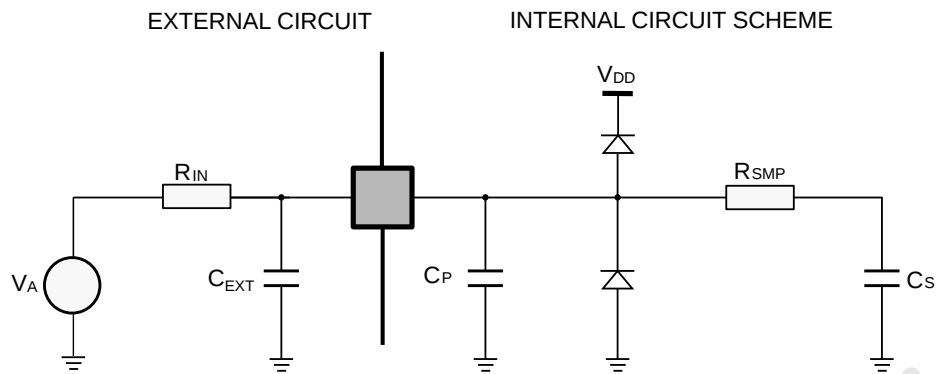 EXTERNAL CIRCUIT
INTERNAL CIRCUIT SCHEME
VDD
RIN
RSMP
VA
CEXT
CP
CS